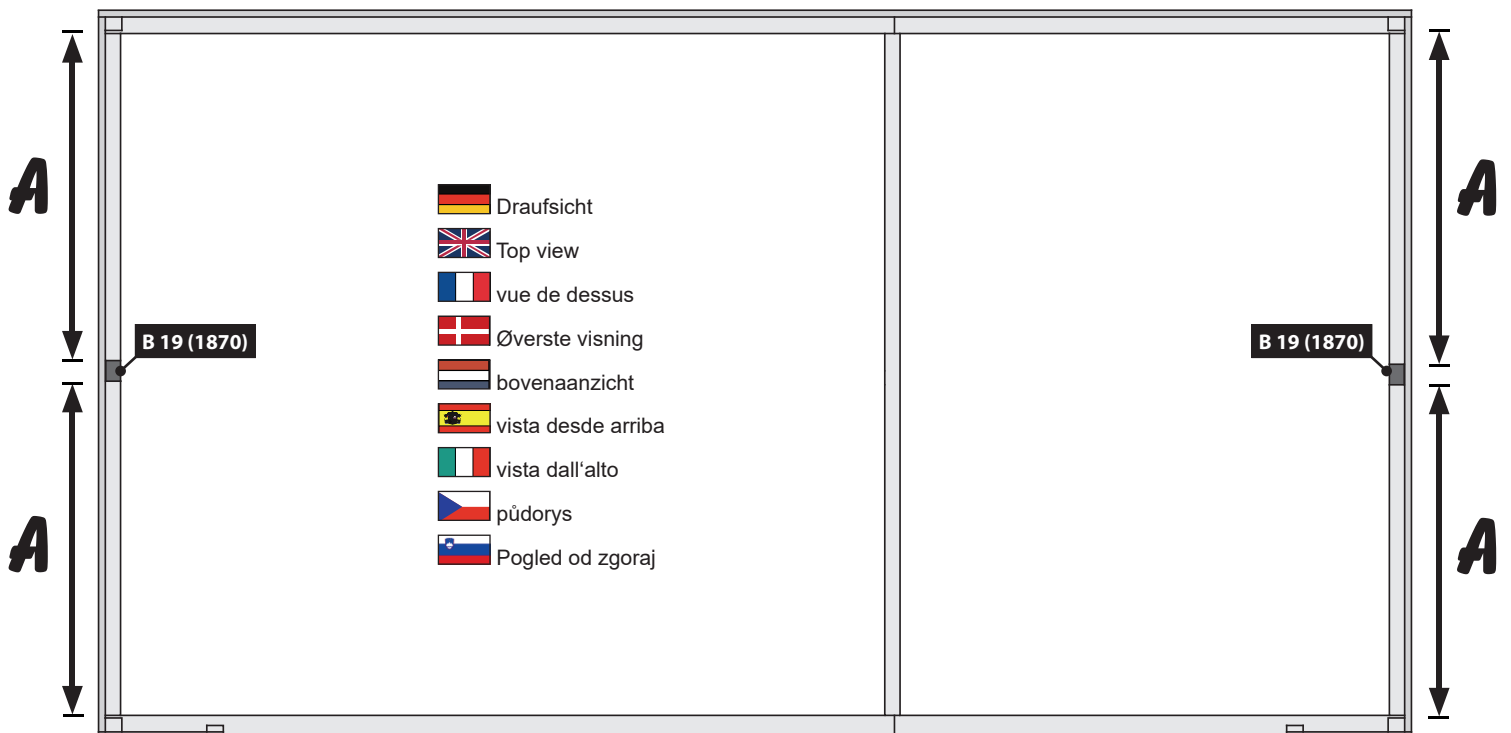 A
A
Draufsicht
Top view
vue de dessus
Øverste visning
B 19 (1870)
B 19 (1870)
bovenaanzicht
vista desde arriba
vista dall‘alto
půdorys
Pogled od zgoraj
A
A